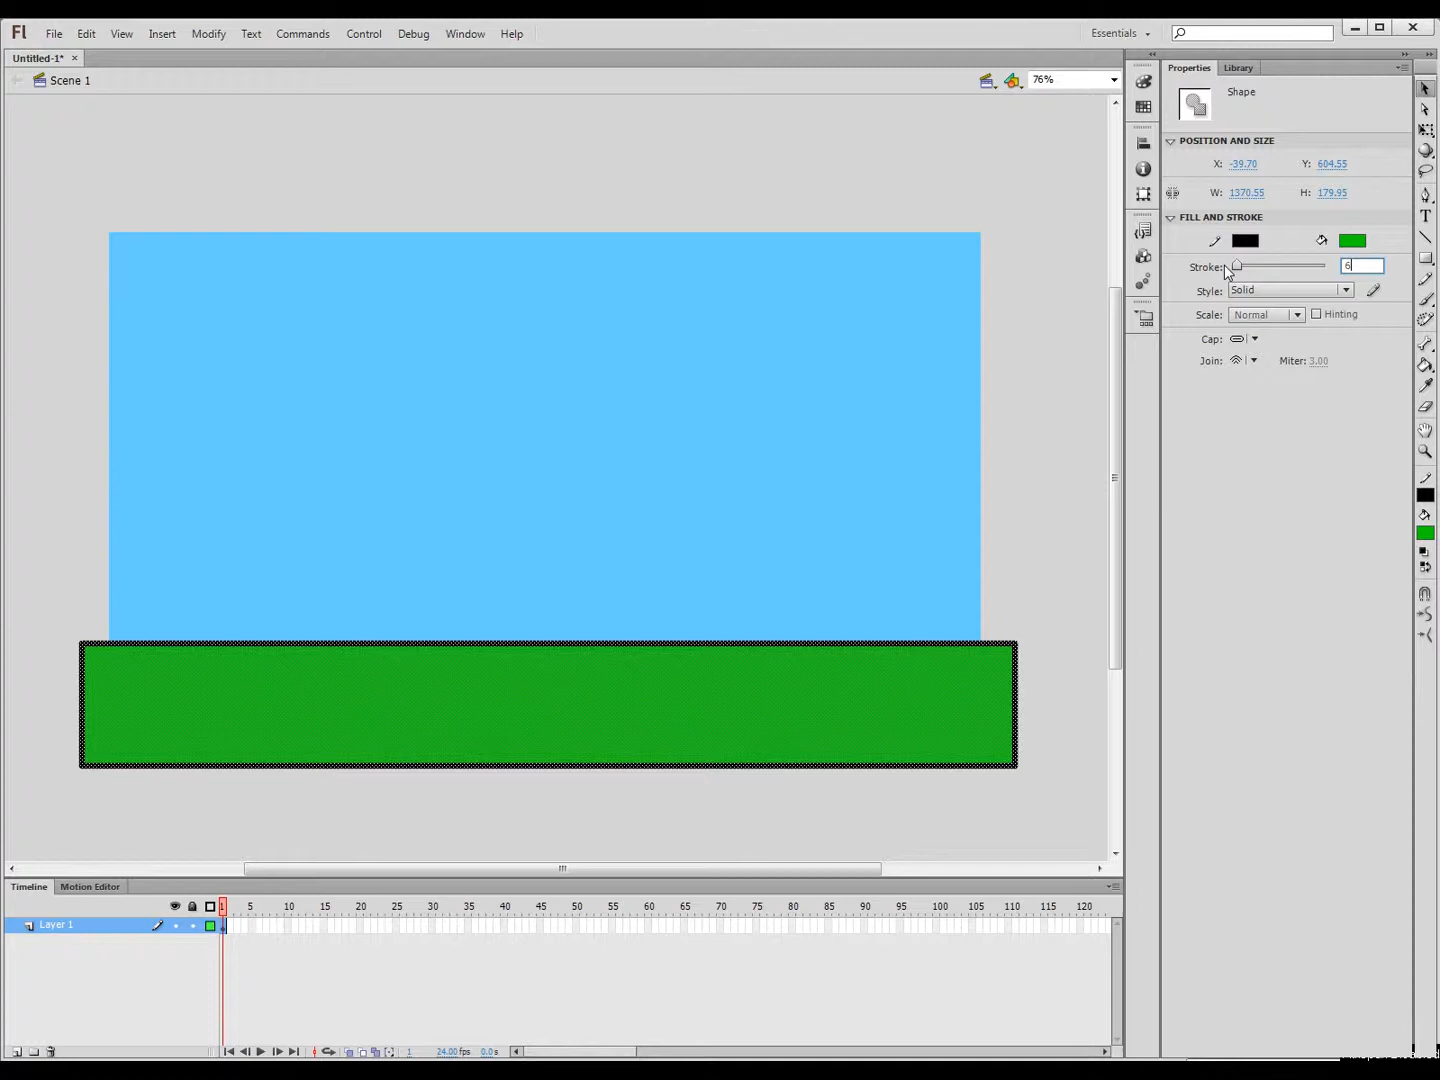 Fl File Edit View Insert Modify Text Commands Control Debug Window Help Essentials
Untitled-1*
Scene 1 76%
Properties Library
Shape
POSITION AND SIZE
X: -39.70 Y: 604.55
W: 1370.55 H: 179.95
FILL AND STROKE
Stroke: 6
Style: Solid
Scale: Normal Hinting
Cap:
Join: Miter: 3.00
T
Timeline Motion Editor
1 5 10 15 20 25 30 35 40 45 50 55 60 65 70 75 80 85 90 95 100 105 110 115 120
Layer 1
1 24.00 fps 0.0 s